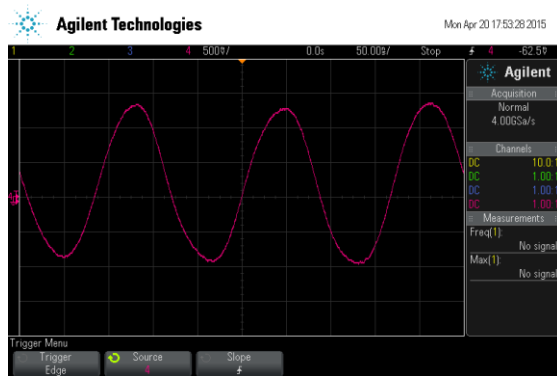 Agilent Technologies
Mon Apr 20 17:53:28 2015
1 2 3 4 500▽/ 0.0s 50.00▽/ Stop 4 -62.5▽
Agilent
Acquisition
Normal
4.00GSa/s
Channels
DC 10.0:1
DC 1.00:1
DC 1.00:1
DC 1.00:1
Measurements
Freq(1):
No signal
Max(1):
No signal
Trigger Menu
Trigger Source Slope
Edge 4